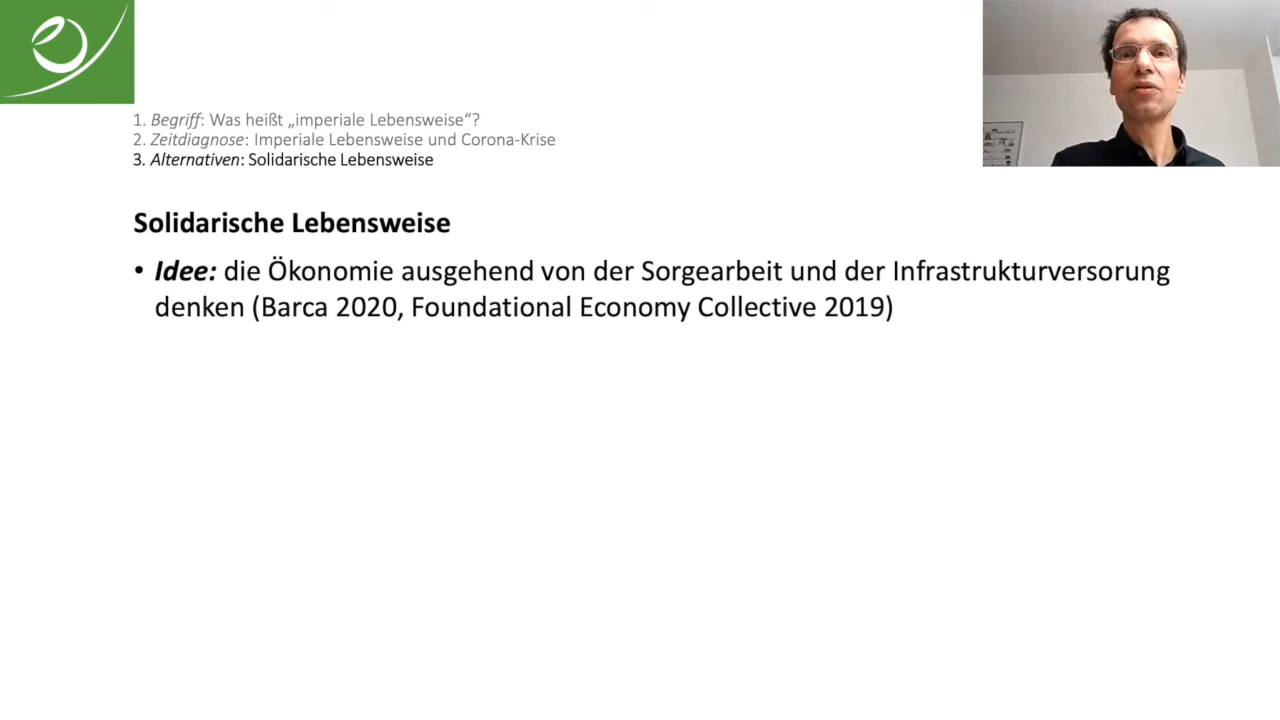 1. Begriff: Was heißt „imperiale Lebensweise“?
2. Zeitdiagnose: Imperiale Lebensweise und Corona-Krise
3. Alternativen: Solidarische Lebensweise
Solidarische Lebensweise
• Idee: die Ökonomie ausgehend von der Sorgearbeit und der Infrastrukturversorung
denken (Barca 2020, Foundational Economy Collective 2019)